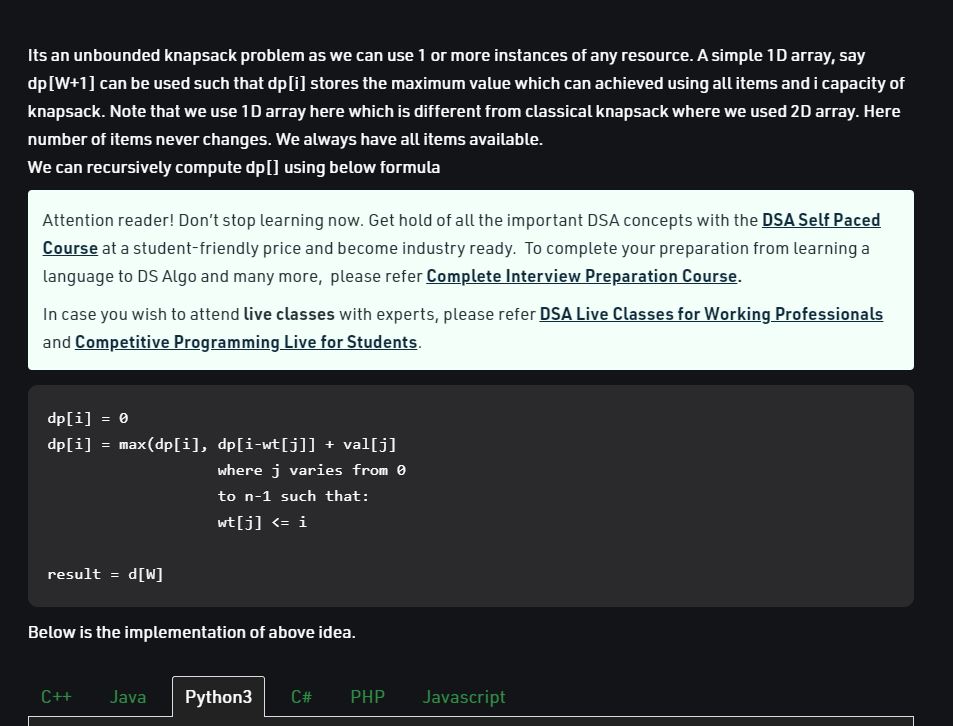 Its an unbounded knapsack problem as we can use 1 or more instances of any resource. A simple 1D array, say
dp[W+1] can be used such that dp[i] stores the maximum value which can achieved using all items and i capacity of
knapsack. Note that we use 1D array here which is different from classical knapsack where we used 2D array. Here
number of items never changes. We always have all items available.
We can recursively compute dp[] using below formula
Attention reader! Don't stop learning now. Get hold of all the important DSA concepts with the DSA Self Paced
Course at a student-friendly price and become industry ready. To complete your preparation from learning a
language to DS Algo and many more, please refer Complete Interview Preparation Course.
In case you wish to attend live classes with experts, please refer DSA Live Classes for Working Professionals
and Competitive Programming Live for Students.
dp[i] = 0
dp[i] = max(dp[i], dp[i-wt[j]] + val[j]
where j varies from 0
to n-1 such that:
wt[j] <= i
result = d[W]
Below is the implementation of above idea.
C++ Java Python3 C# PHP Javascript